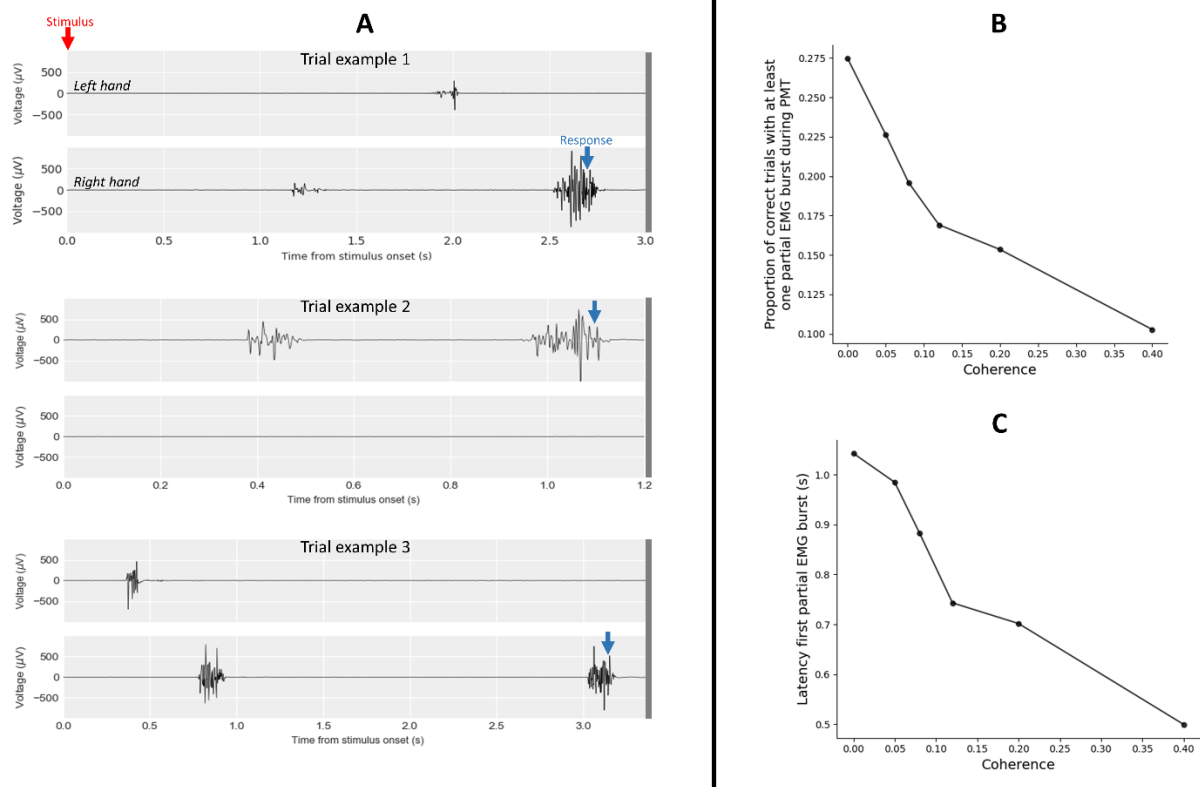 A
Stimulus
Trial example 1
Left hand
Voltage (μV)
500
0
−500
Response
Right hand
Voltage (μV)
500
0
−500
0.0 0.5 1.0 1.5 2.0 2.5 3.0
Time from stimulus onset (s)
Trial example 2
Voltage (μV)
500
0
−500
Voltage (μV)
500
0
−500
0.0 0.2 0.4 0.6 0.8 1.0 1.2
Time from stimulus onset (s)
Trial example 3
Voltage (μV)
500
0
−500
Voltage (μV)
500
0
−500
0.0 0.5 1.0 1.5 2.0 2.5 3.0
Time from stimulus onset (s)
B
Proportion of correct trials with at least
one partial EMG burst during PMT
0.275
0.250
0.225
0.200
0.175
0.150
0.125
0.100
0.00 0.05 0.10 0.15 0.20 0.25 0.30 0.35 0.40
Coherence
C
Latency first partial EMG burst (s)
1.0
0.9
0.8
0.7
0.6
0.5
0.00 0.05 0.10 0.15 0.20 0.25 0.30 0.35 0.40
Coherence